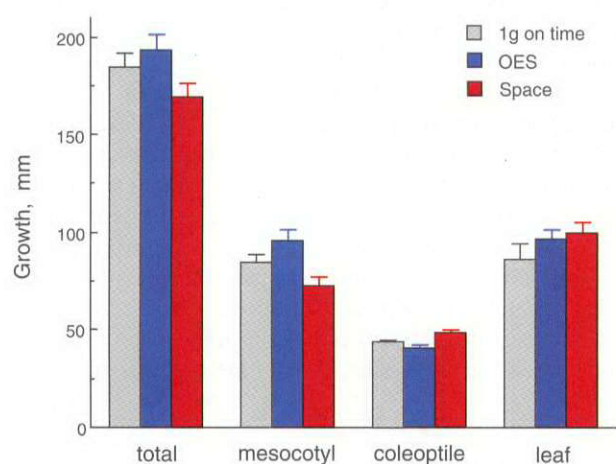 200
150
100
50
0
Growth, mm
1g on time
OES
Space
total mesocotyl coleoptile leaf